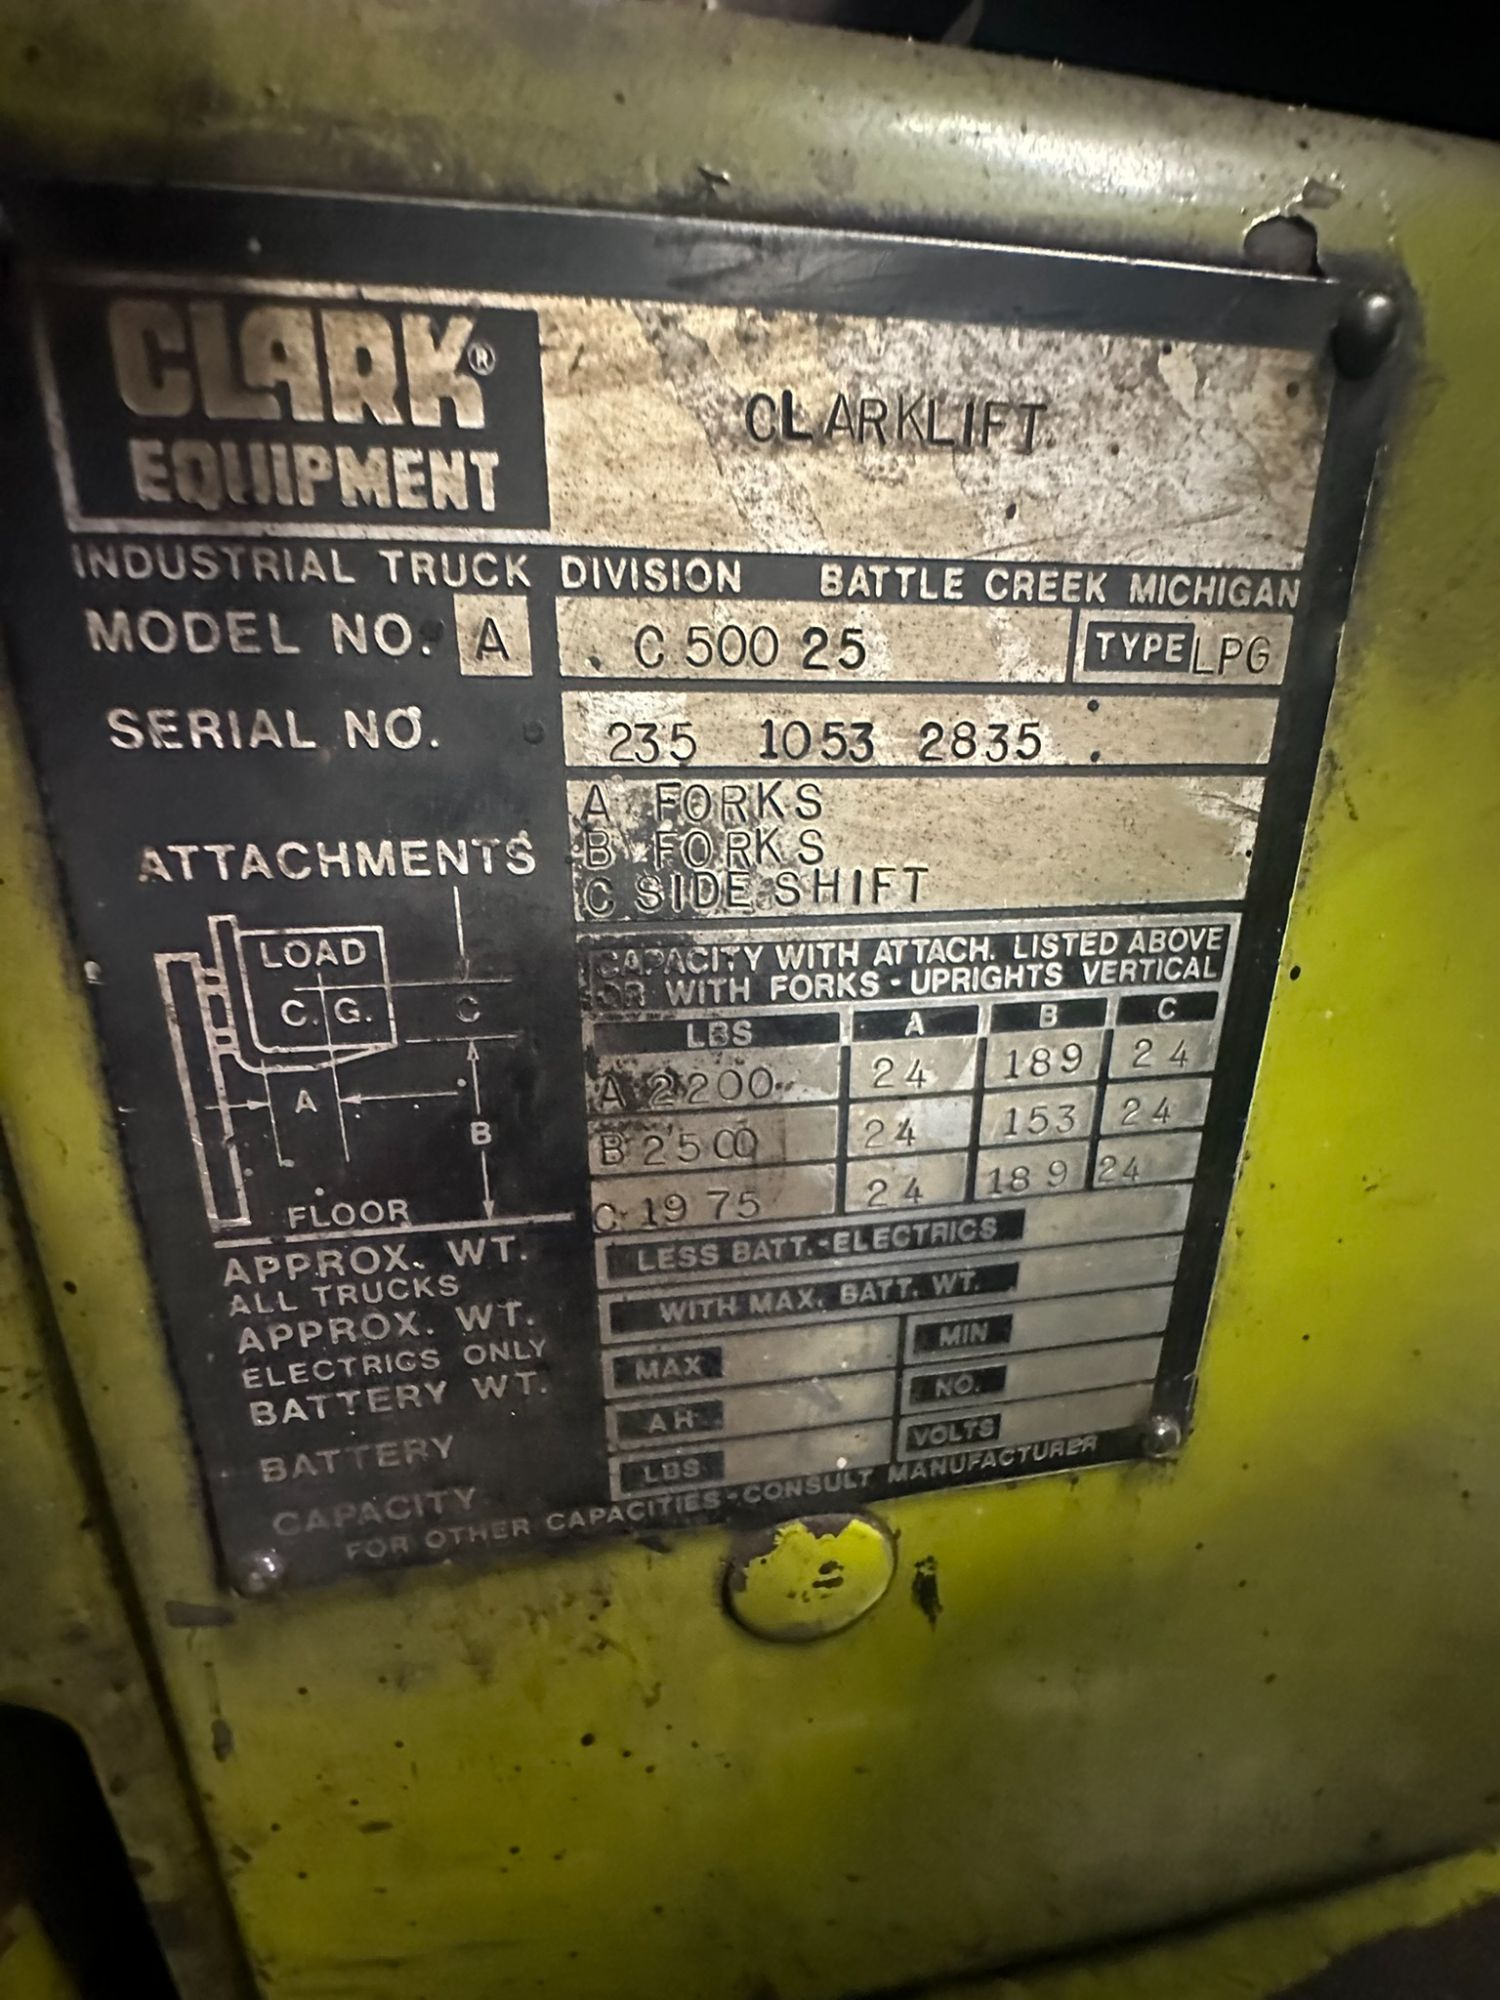 CLARK®
EQUIPMENT
CLARKLIFT
INDUSTRIAL TRUCK DIVISION BATTLE CREEK MICHIGAN
MODEL NO. A C 500 25 TYPE LPG
SERIAL NO. 235 1053 2835
ATTACHMENTS
A FORKS
B FORKS
C SIDE SHIFT
LOAD
C. G.
C
A
B
FLOOR
CAPACITY WITH ATTACH. LISTED ABOVE
OR WITH FORKS - UPRIGHTS VERTICAL
LBS A B C
A 2200 24 189 24
B 2500 24 153 24
C 1975 24 189 24
APPROX. WT.
ALL TRUCKS
LESS BATT.-ELECTRICS
APPROX. WT.
ELECTRICS ONLY
WITH MAX. BATT. WT.
BATTERY WT.
MAX MIN
BATTERY
AH NO.
CAPACITY
LBS VOLTS
FOR OTHER CAPACITIES - CONSULT MANUFACTURER